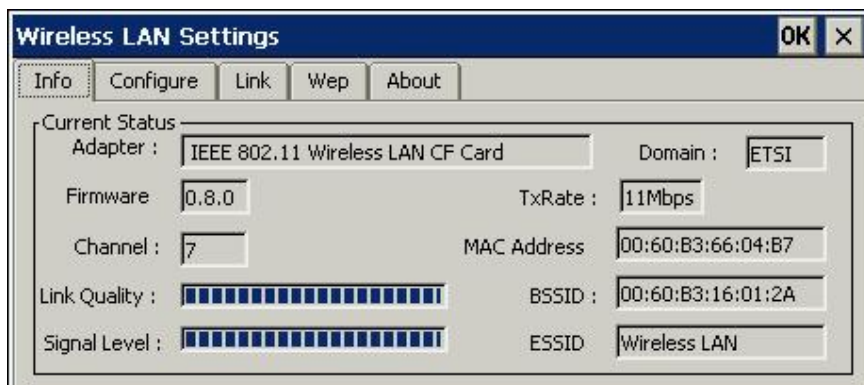 Wireless LAN Settings OK ×
Info Configure Link Wep About
Current Status
Adapter : IEEE 802.11 Wireless LAN CF Card Domain : ETSI
Firmware 0.8.0 TxRate : 11Mbps
Channel : 7 MAC Address 00:60:B3:66:04:B7
Link Quality : BSSID : 00:60:B3:16:01:2A
Signal Level : ESSID Wireless LAN